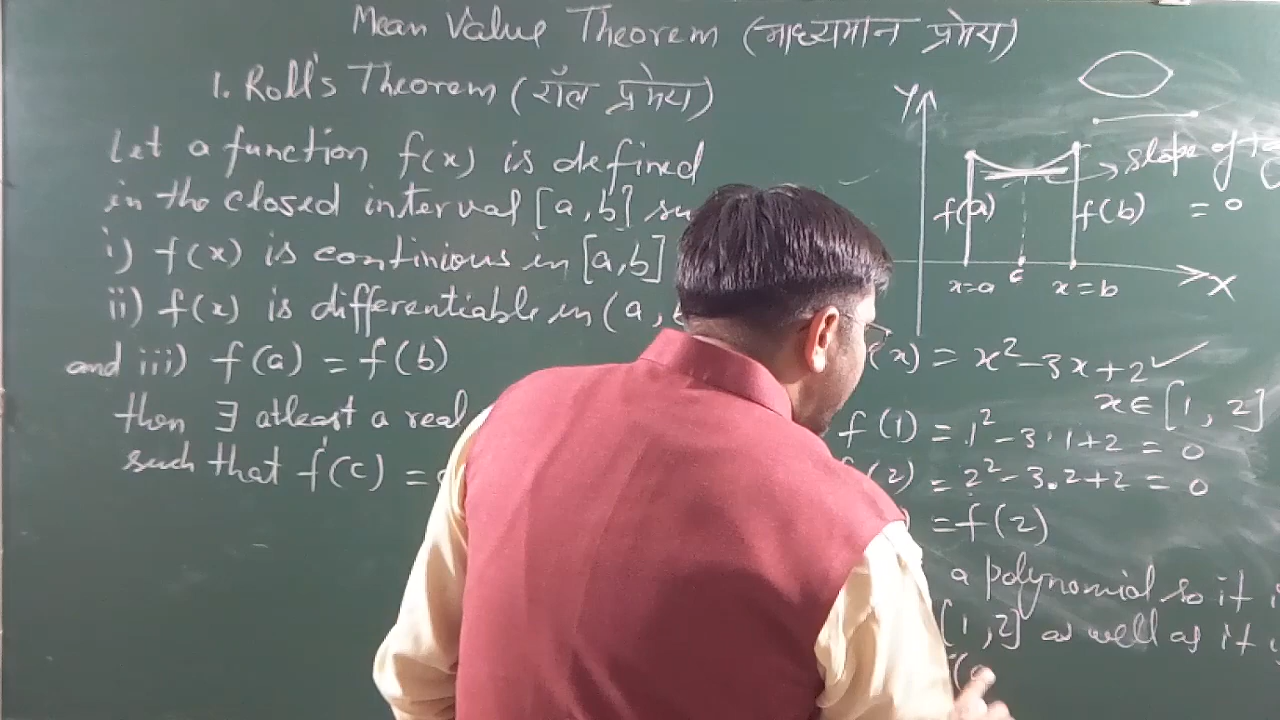 Mean Value Theorem (माध्यमान प्रमेय)
1. Roll's Theorem (रॉल प्रमेय)
Let a function f(x) is defined
in the closed interval [a,b]
i) f(x) is continious in [a,b]
ii) f(x) is differentiable in (a,
and iii) f(a) = f(b)
then ∃ atleast a real
such that f'(c) =
Y
slope of
f(a)
f(b)
= 0
x=a
c
x=b
X
(x) = x²-3x+2 ✓
x∈[1, 2]
f(1) = 1²-3·1+2 = 0
(2) = 2²-3.2+2 = 0
=f(2)
a polynomial so it
[1,2] as well as it